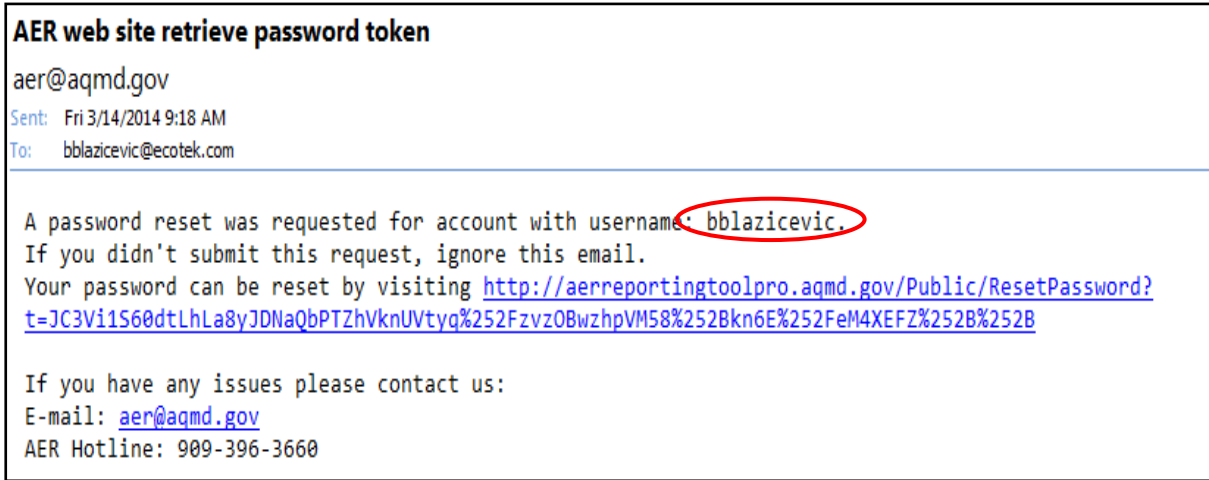 AER web site retrieve password token
aer@aqmd.gov
Sent: Fri 3/14/2014 9:18 AM
To: bblazicevic@ecotek.com
A password reset was requested for account with username: bblazicevic.
If you didn't submit this request, ignore this email.
Your password can be reset by visiting http://aerreportingtoolpro.aqmd.gov/Public/ResetPassword?
t=JC3Vi1S60dtLhLa8yJDNaQbPTZhVknUVtyq%252FzvzOBwzhpVM58%252Bkn6E%252FeM4XEFZ%252B%252B
If you have any issues please contact us:
E-mail: aer@aqmd.gov
AER Hotline: 909-396-3660